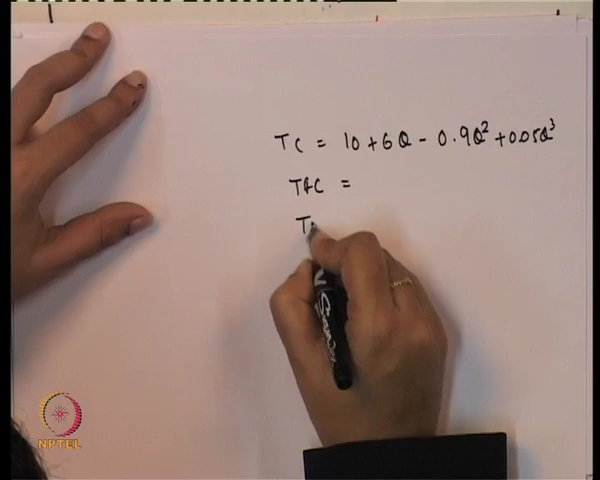 TC = 10 + 6Q - 0.9Q² + 0.05Q³
TFC =
T
NPTEL